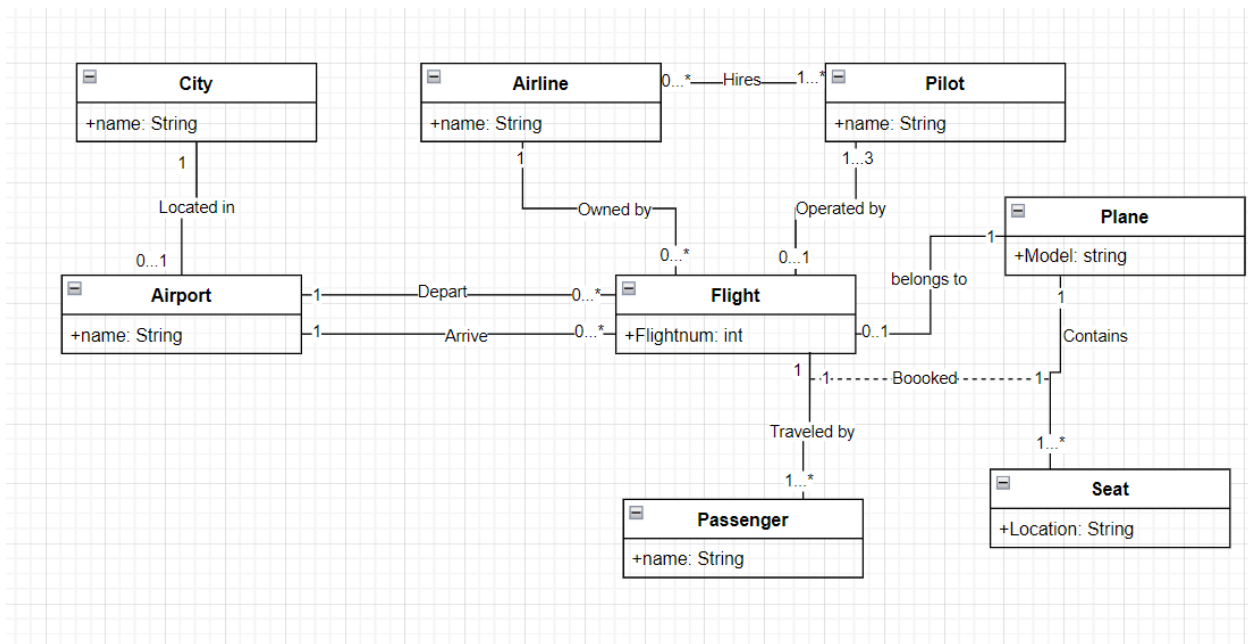 City
+name: String
Airline
+name: String
0...* Hires 1...*
Pilot
+name: String
1
Located in
0...1
1
Owned by
0...*
1...3
Operated by
0...1
Plane
+Model: string
1
belongs to
0..1
Airport
+name: String
1 Depart 0...*
1 Arrive 0...*
Flight
+Flightnum: int
1
Contains
1...*
1 Boooked 1
1
Traveled by
1...*
Passenger
+name: String
Seat
+Location: String